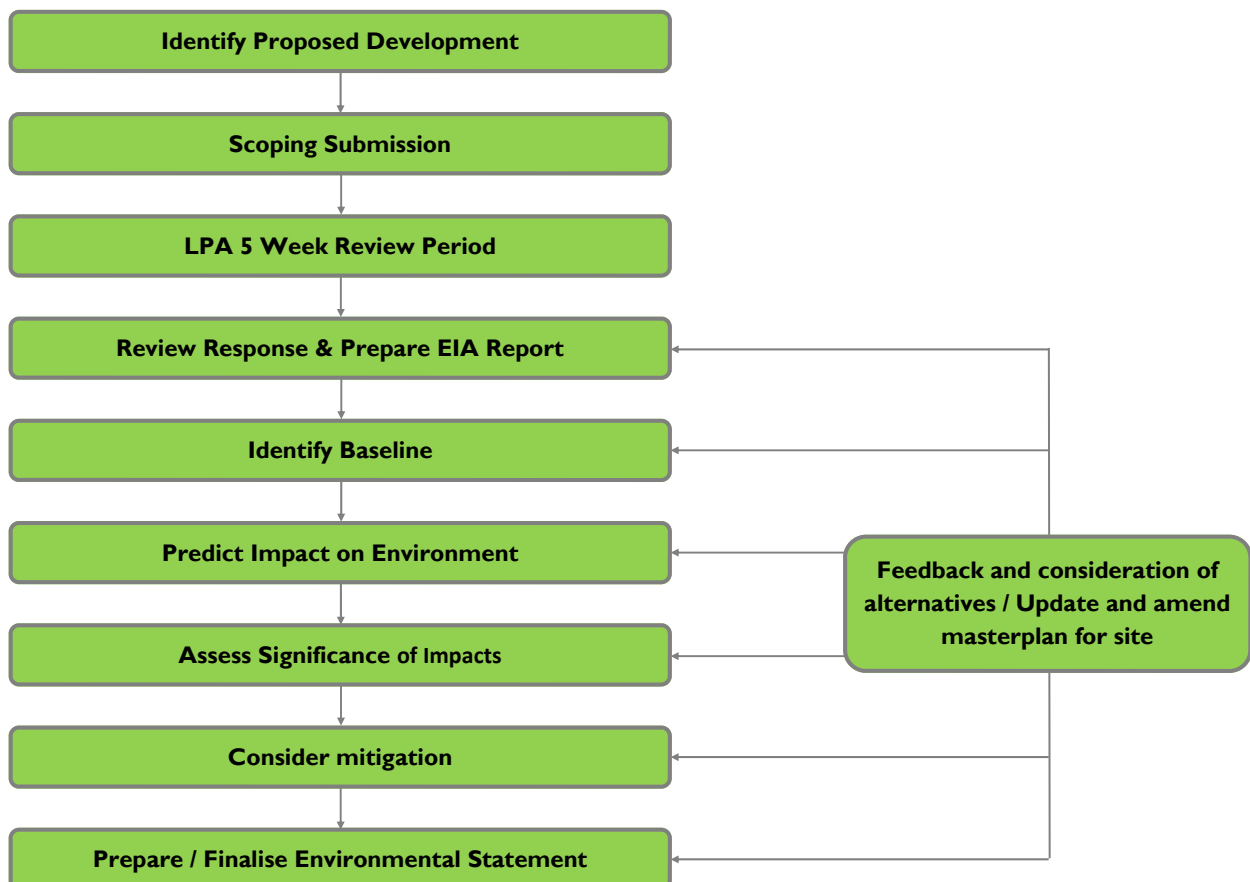 Identify Proposed Development
Scoping Submission
LPA 5 Week Review Period
Review Response & Prepare EIA Report
Identify Baseline
Predict Impact on Environment
Assess Significance of Impacts
Consider mitigation
Prepare / Finalise Environmental Statement
Feedback and consideration of
alternatives / Update and amend
masterplan for site